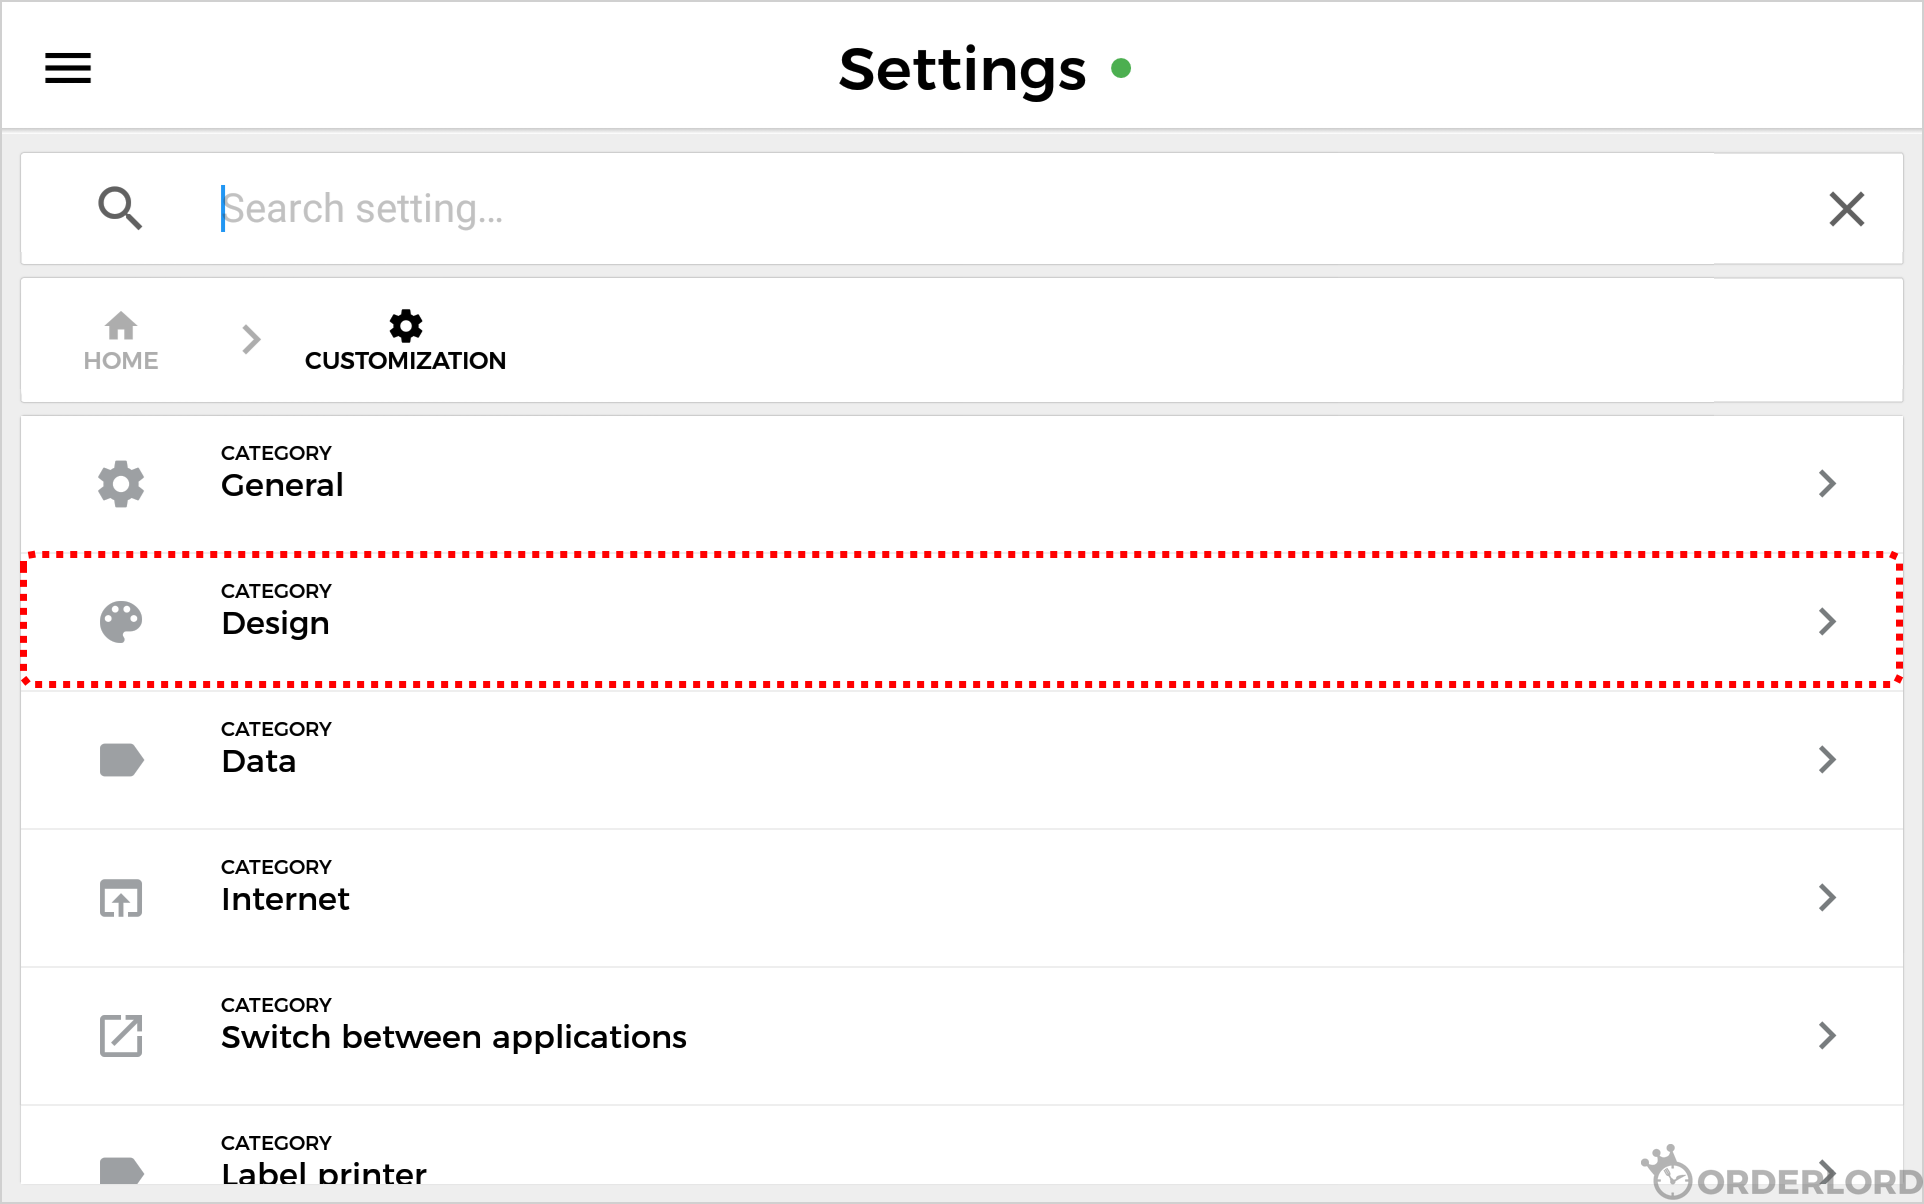 Settings
Search setting...
HOME
CUSTOMIZATION
CATEGORY
General
CATEGORY
Design
CATEGORY
Data
CATEGORY
Internet
CATEGORY
Switch between applications
CATEGORY
Label printer
ORDERLORD